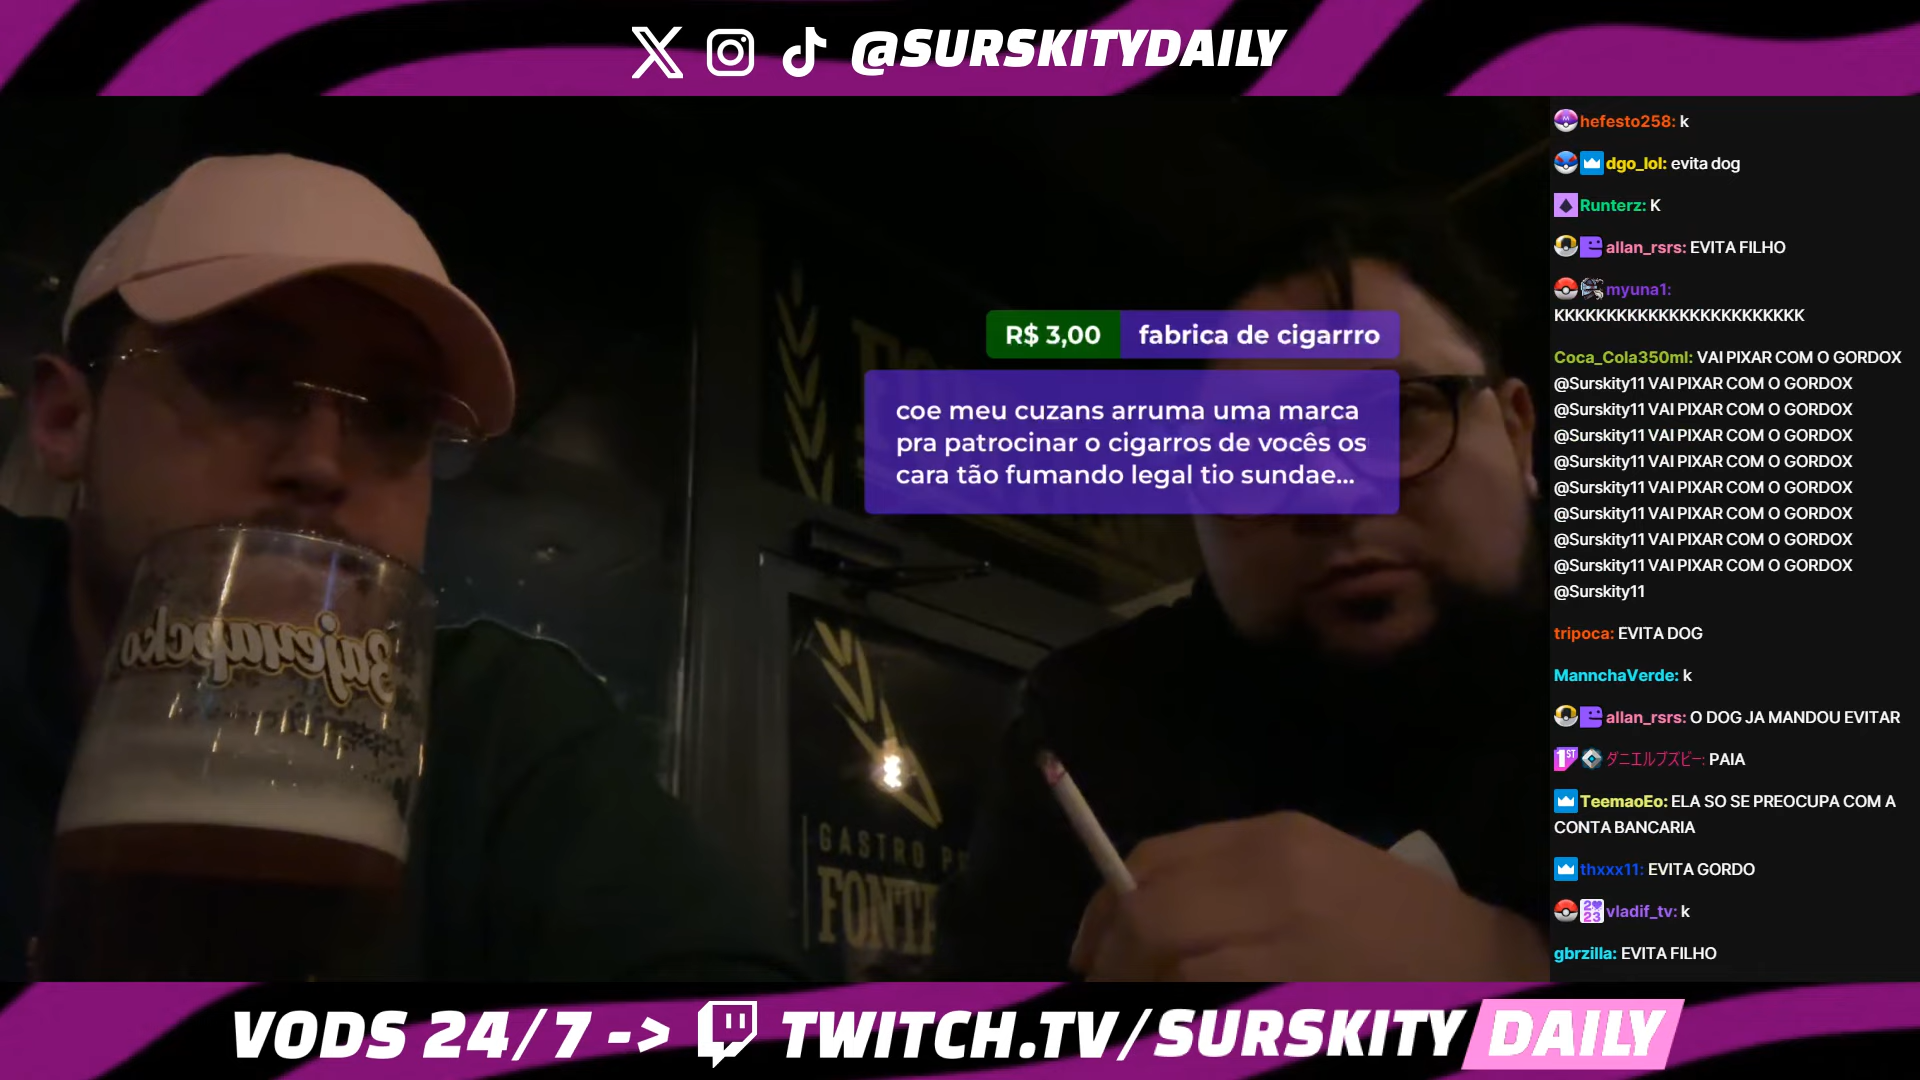 @SURSKITYDAILY
hefesto258: k
dgo_lol: evita dog
Runterz: K
allan_rsrs: EVITA FILHO
myuna1:
KKKKKKKKKKKKKKKKKKKKKKKK
Coca_Cola350ml: VAI PIXAR COM O GORDOX
@Surskity11 VAI PIXAR COM O GORDOX
@Surskity11 VAI PIXAR COM O GORDOX
@Surskity11 VAI PIXAR COM O GORDOX
@Surskity11 VAI PIXAR COM O GORDOX
@Surskity11 VAI PIXAR COM O GORDOX
@Surskity11 VAI PIXAR COM O GORDOX
@Surskity11 VAI PIXAR COM O GORDOX
@Surskity11 VAI PIXAR COM O GORDOX
@Surskity11
tripoca: EVITA DOG
MannchaVerde: k
allan_rsrs: O DOG JA MANDOU EVITAR
1ST ダニエルブズビー: PAIA
TeemaoEo: ELA SO SE PREOCUPA COM A
CONTA BANCARIA
thxxx11: EVITA GORDO
vladif_tv: k
gbrzilla: EVITA FILHO
R$ 3,00 fabrica de cigarrro
coe meu cuzans arruma uma marca
pra patrocinar o cigarros de vocês os
cara tão fumando legal tio sundae...
GASTRO
VODS 24/7 -> TWITCH.TV/SURSKITY DAILY